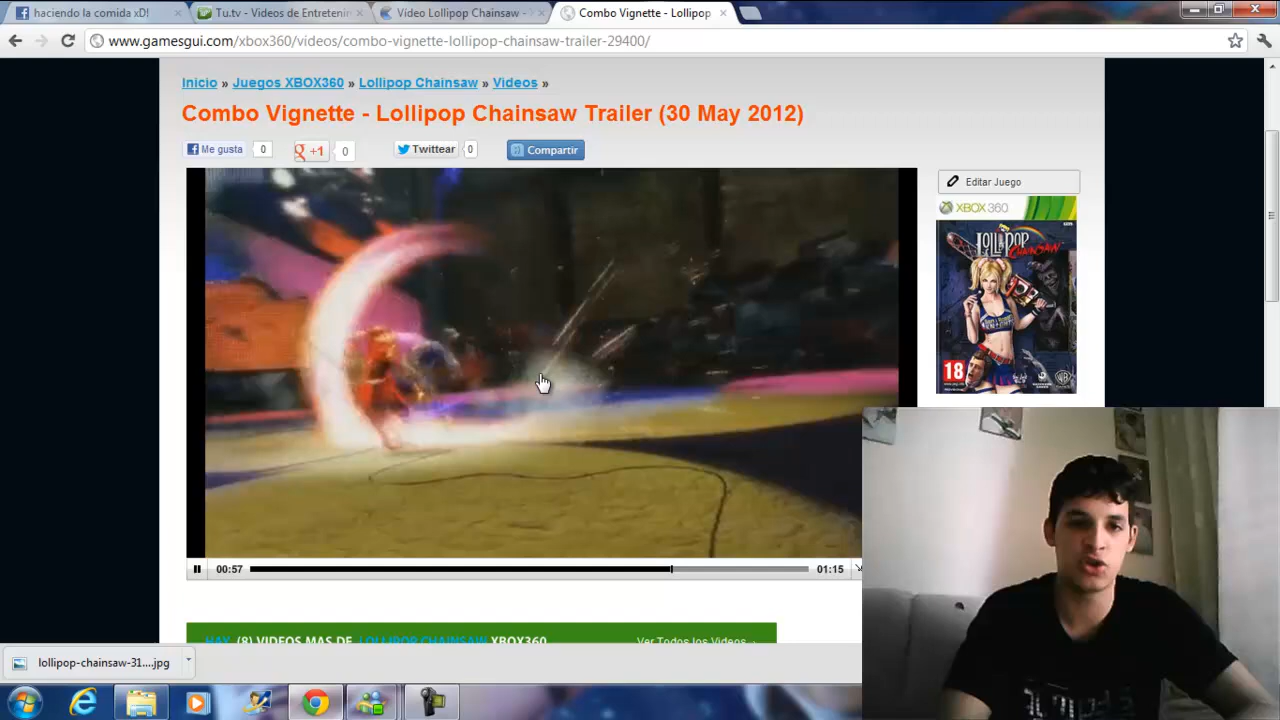 haciendo la comida xD!
Tu.tv - Videos de Entretenin
Video Lollipop Chainsaw -
Combo Vignette - Lollipop
www.gamesgui.com/xbox360/videos/combo-vignette-lollipop-chainsaw-trailer-29400/
Inicio » Juegos XBOX360 » Lollipop Chainsaw » Videos »
Combo Vignette - Lollipop Chainsaw Trailer (30 May 2012)
Me gusta 0 +1 0 Twittear 0 Compartir
Editar Juego
XBOX 360
LOLLIPOP
CHAINSAW
18
00:57 01:15
HAY (8) VIDEOS MAS DE LOLLIPOP CHAINSAW XBOX360 Ver Todos los Videos
lollipop-chainsaw-31....jpg